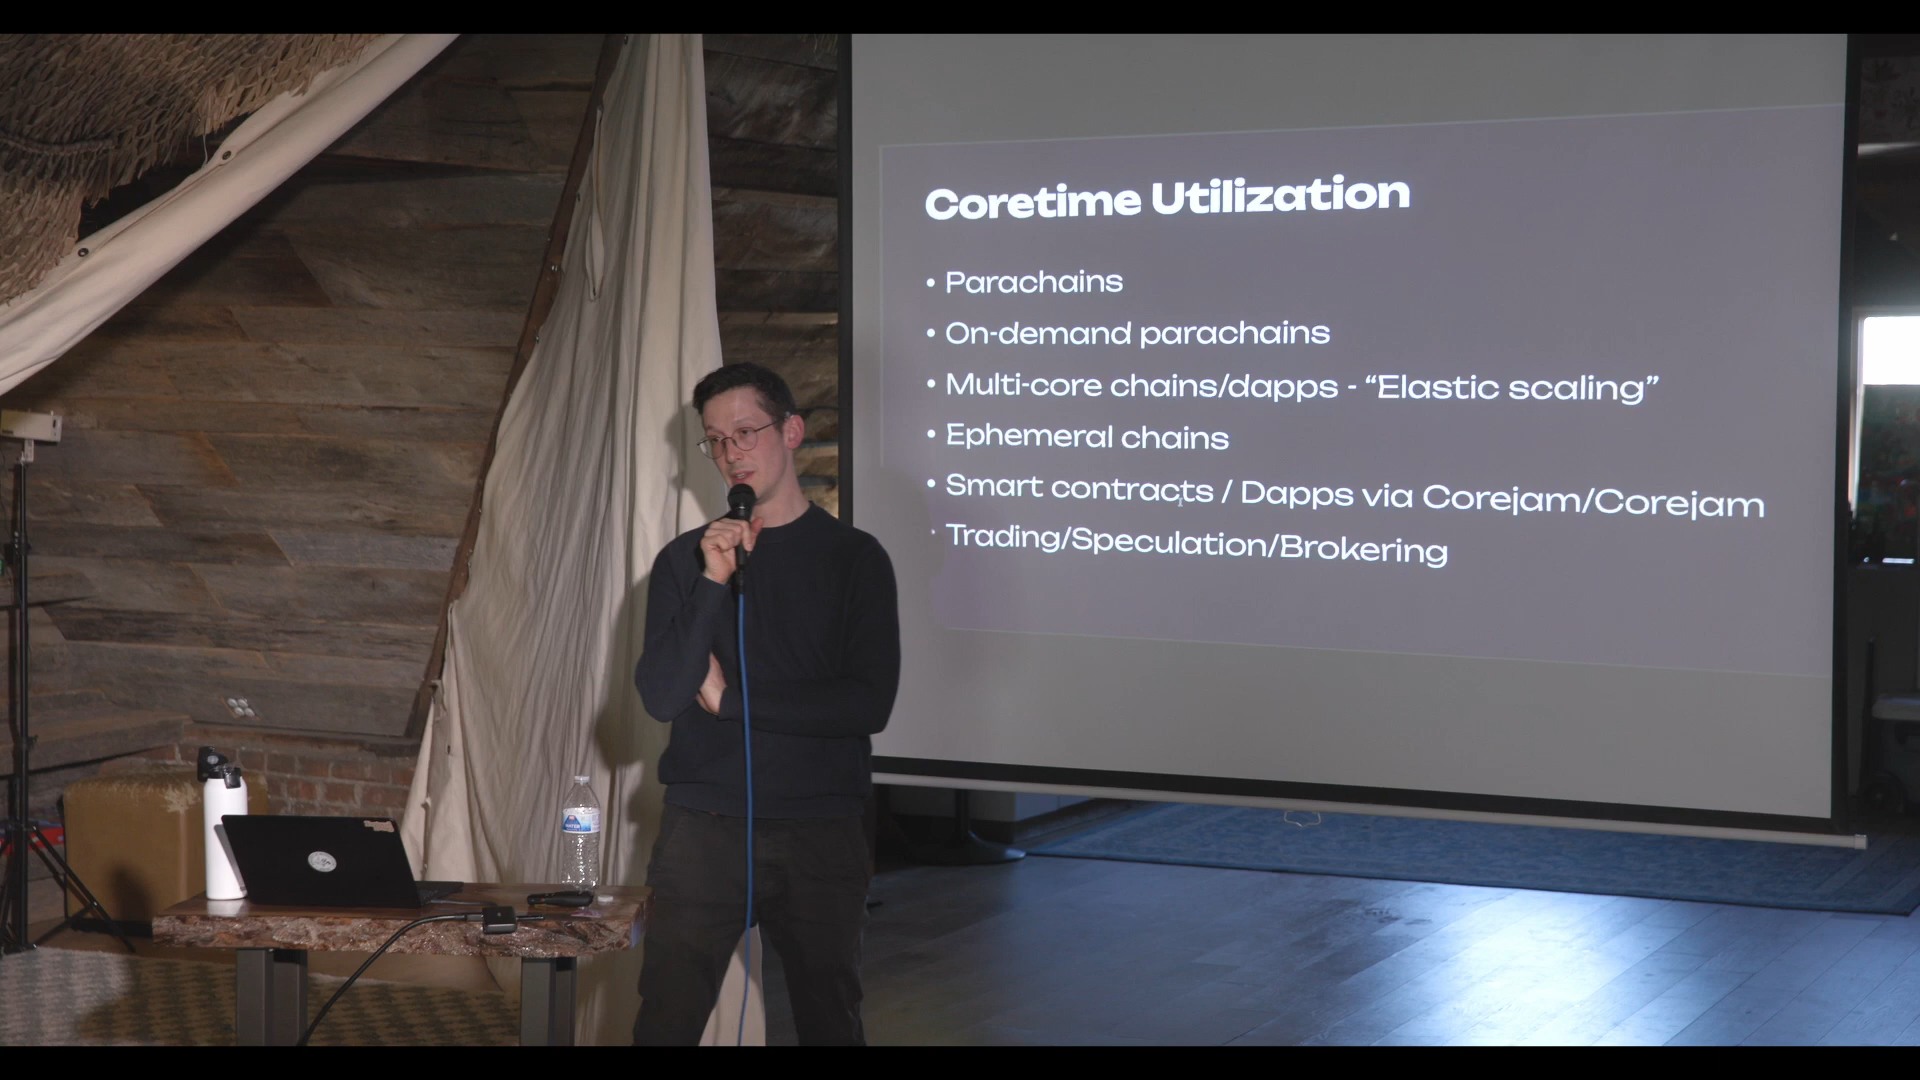 Coretime Utilization
• Parachains
• On-demand parachains
• Multi-core chains/dapps - “Elastic scaling”
• Ephemeral chains
• Smart contracts / Dapps via Corejam/Corejam
• Trading/Speculation/Brokering